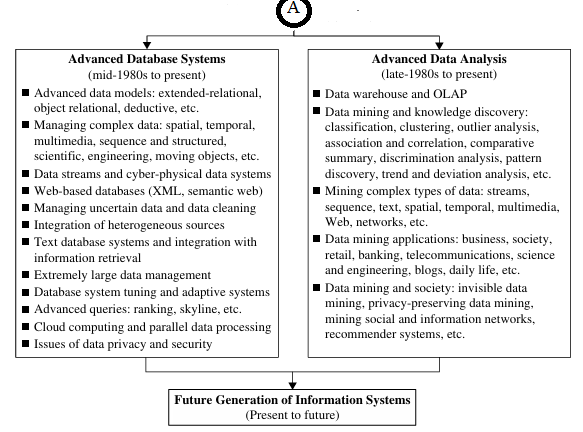 A
Advanced Database Systems
(mid-1980s to present)
■ Advanced data models: extended-relational,
object relational, deductive, etc.
■ Managing complex data: spatial, temporal,
multimedia, sequence and structured,
scientific, engineering, moving objects, etc.
■ Data streams and cyber-physical data systems
■ Web-based databases (XML, semantic web)
■ Managing uncertain data and data cleaning
■ Integration of heterogeneous sources
■ Text database systems and integration with
information retrieval
■ Extremely large data management
■ Database system tuning and adaptive systems
■ Advanced queries: ranking, skyline, etc.
■ Cloud computing and parallel data processing
■ Issues of data privacy and security
Advanced Data Analysis
(late-1980s to present)
■ Data warehouse and OLAP
■ Data mining and knowledge discovery:
classification, clustering, outlier analysis,
association and correlation, comparative
summary, discrimination analysis, pattern
discovery, trend and deviation analysis, etc.
■ Mining complex types of data: streams,
sequence, text, spatial, temporal, multimedia,
Web, networks, etc.
■ Data mining applications: business, society,
retail, banking, telecommunications, science
and engineering, blogs, daily life, etc.
■ Data mining and society: invisible data
mining, privacy-preserving data mining,
mining social and information networks,
recommender systems, etc.
Future Generation of Information Systems
(Present to future)